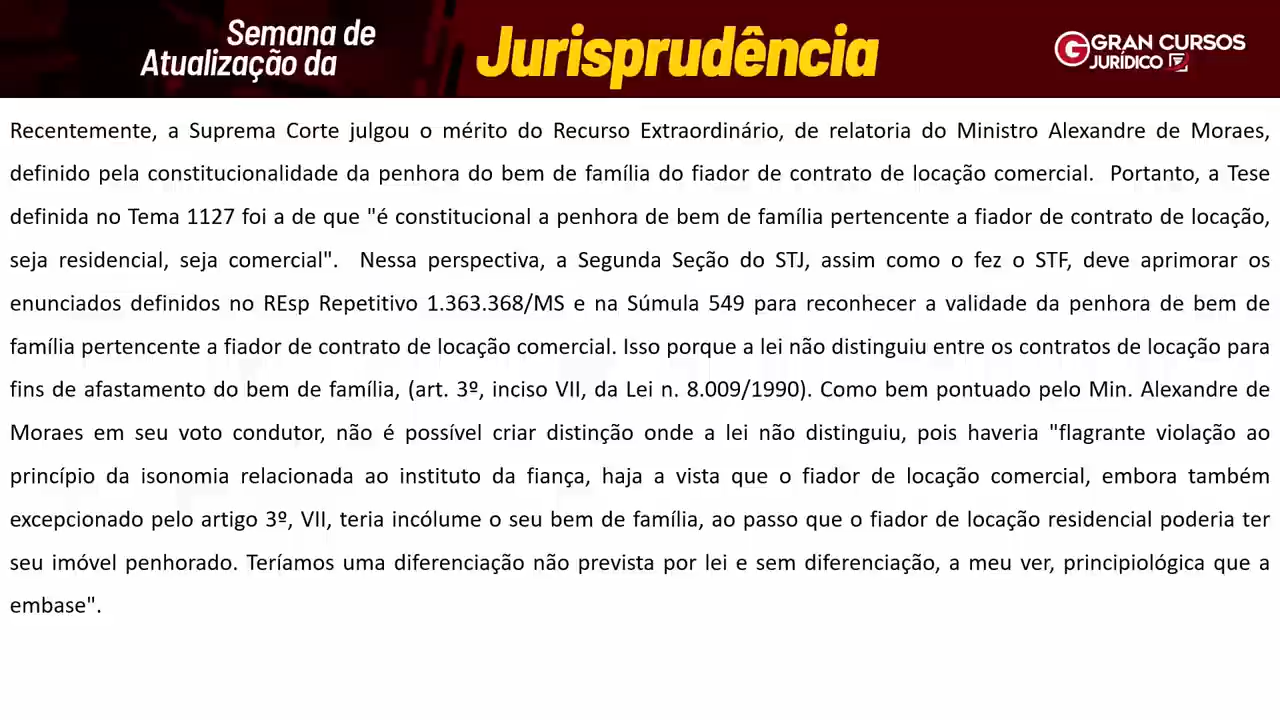 Semana de
Atualização da
Jurisprudência
GRAN CURSOS
JURÍDICO
Recentemente, a Suprema Corte julgou o mérito do Recurso Extraordinário, de relatoria do Ministro Alexandre de Moraes,
definido pela constitucionalidade da penhora do bem de família do fiador de contrato de locação comercial. Portanto, a Tese
definida no Tema 1127 foi a de que "é constitucional a penhora de bem de família pertencente a fiador de contrato de locação,
seja residencial, seja comercial". Nessa perspectiva, a Segunda Seção do STJ, assim como o fez o STF, deve aprimorar os
enunciados definidos no REsp Repetitivo 1.363.368/MS e na Súmula 549 para reconhecer a validade da penhora de bem de
família pertencente a fiador de contrato de locação comercial. Isso porque a lei não distinguiu entre os contratos de locação para
fins de afastamento do bem de família, (art. 3º, inciso VII, da Lei n. 8.009/1990). Como bem pontuado pelo Min. Alexandre de
Moraes em seu voto condutor, não é possível criar distinção onde a lei não distinguiu, pois haveria "flagrante violação ao
princípio da isonomia relacionada ao instituto da fiança, haja a vista que o fiador de locação comercial, embora também
excepcionado pelo artigo 3º, VII, teria incólume o seu bem de família, ao passo que o fiador de locação residencial poderia ter
seu imóvel penhorado. Teríamos uma diferenciação não prevista por lei e sem diferenciação, a meu ver, principiológica que a
embase".